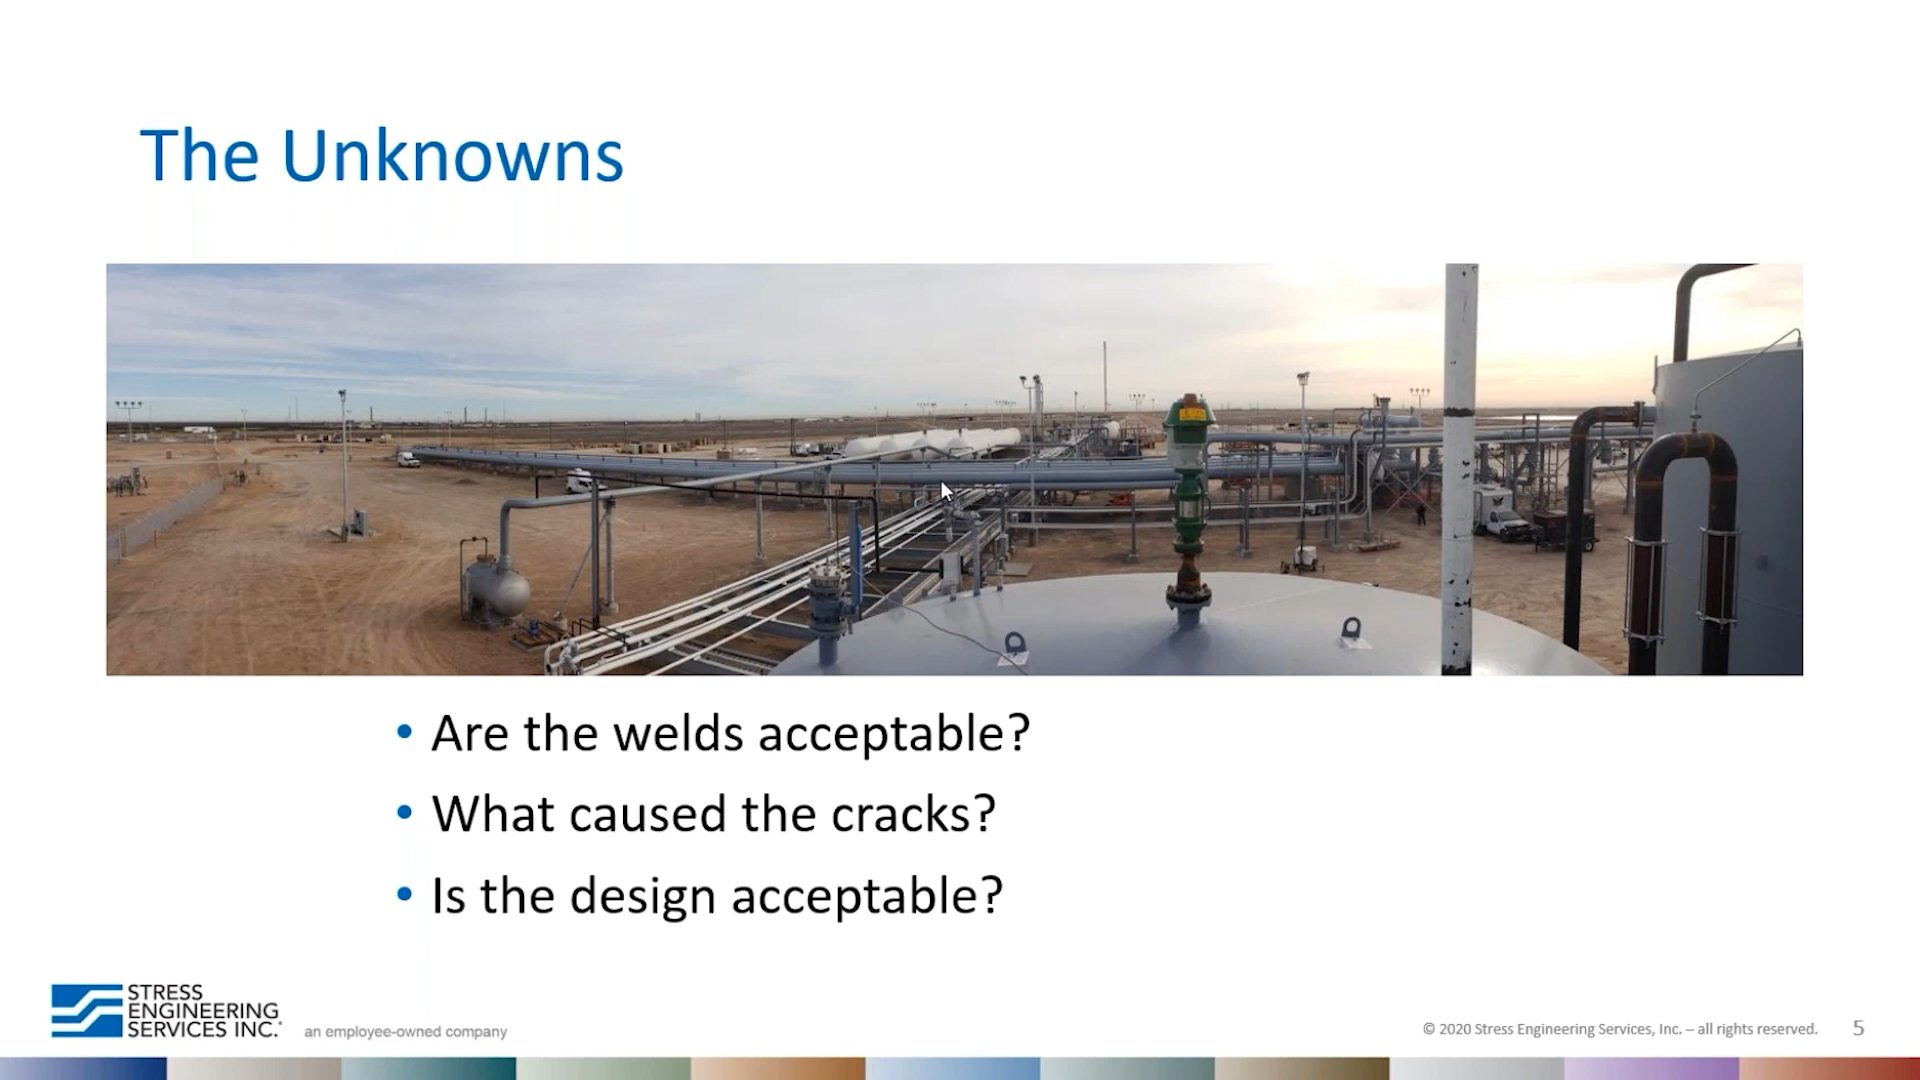 The Unknowns
• Are the welds acceptable?
• What caused the cracks?
• Is the design acceptable?
STRESS
ENGINEERING
SERVICES INC.
an employee-owned company
© 2020 Stress Engineering Services, Inc. – all rights reserved.
5